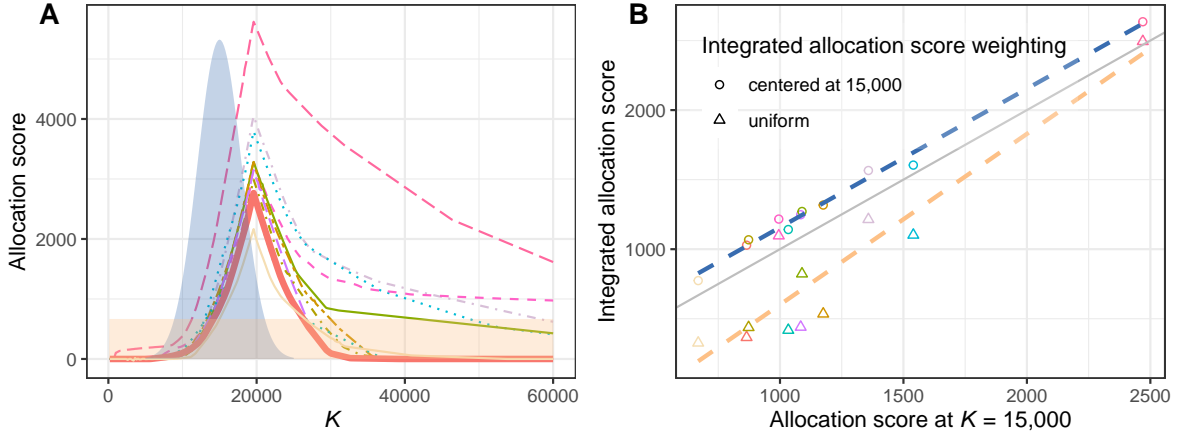 A
Allocation score
4000
2000
0
0
20000
40000
60000
K
B
Integrated allocation score
2000
1000
Integrated allocation score weighting
centered at 15,000
uniform
1000
1500
2000
2500
Allocation score at K = 15,000